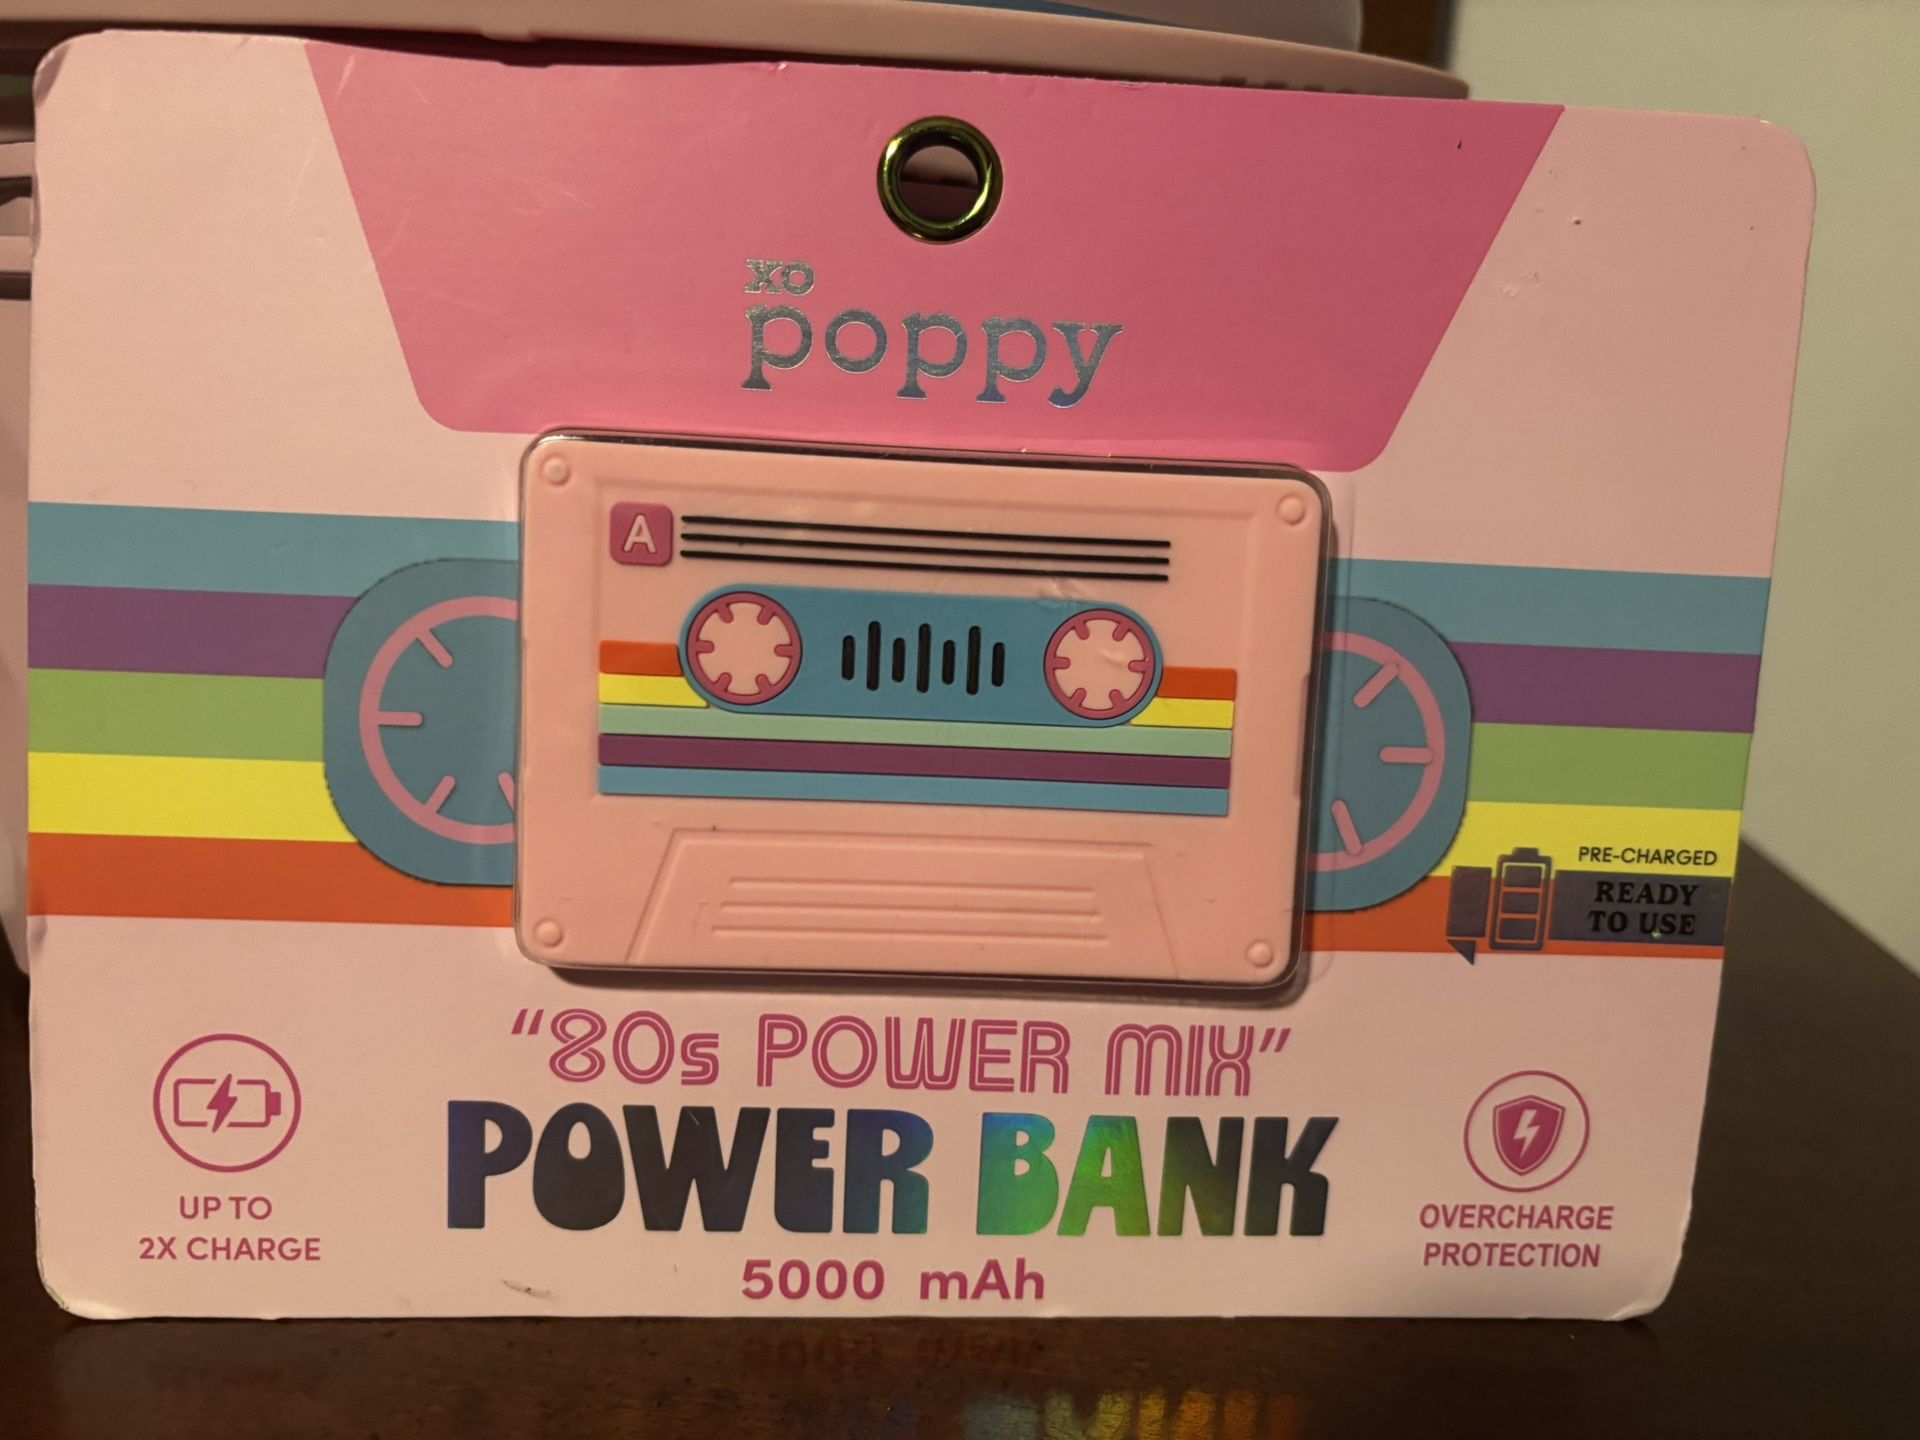 xo
poppy
A
PRE-CHARGED
READY
TO USE
“80s POWER MIX”
POWER BANK
5000 mAh
UP TO
2X CHARGE
OVERCHARGE
PROTECTION